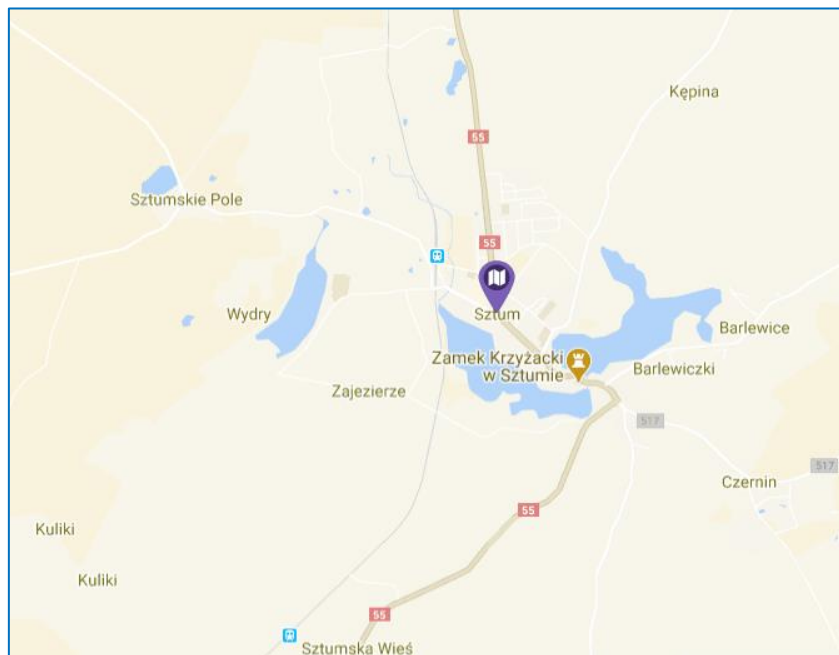 Kępina
55
Sztumskie Pole
55
Wydry
Sztum
Barlewice
Zamek Krzyżacki
w Sztumie
Barlewiczki
Zajezierze
517
517
Czernin
55
Kuliki
Kuliki
55
Sztumska Wieś